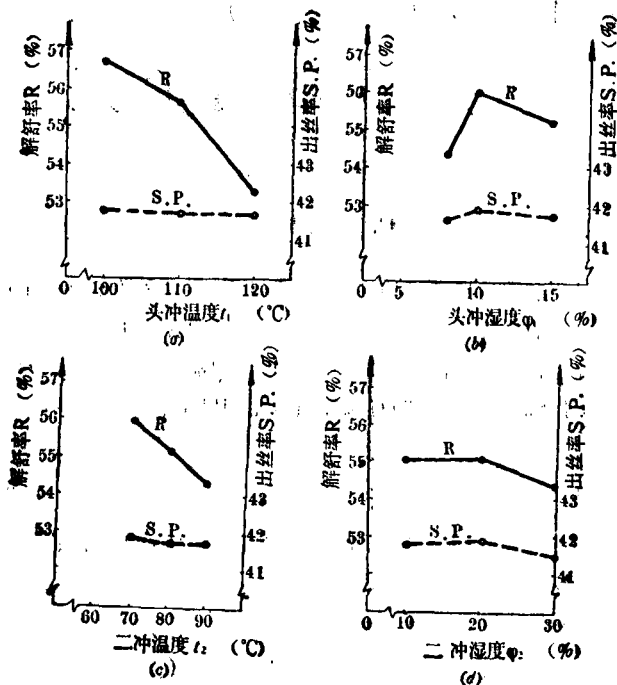 解舒率R (%)
57
56
55
54
53
R
S.P.
出丝率S.P. (%)
43
42
41
0 100 110 120
头冲温度t₁ (℃)
(a)
解舒率R (%)
57
56
55
54
53
R
S.P.
出丝率S.P. (%)
43
42
41
0 5 10 15
头冲湿度φ₁ (%)
(b)
解舒率R (%)
57
56
55
54
53
R
S.P.
出丝率S.P. (%)
43
42
41
60 70 80 90
二冲温度t₂ (℃)
(c)
解舒率R (%)
57
56
55
54
53
R
S.P.
出丝率S.P. (%)
43
42
41
0 10 20 30
二冲湿度φ₂ (%)
(d)